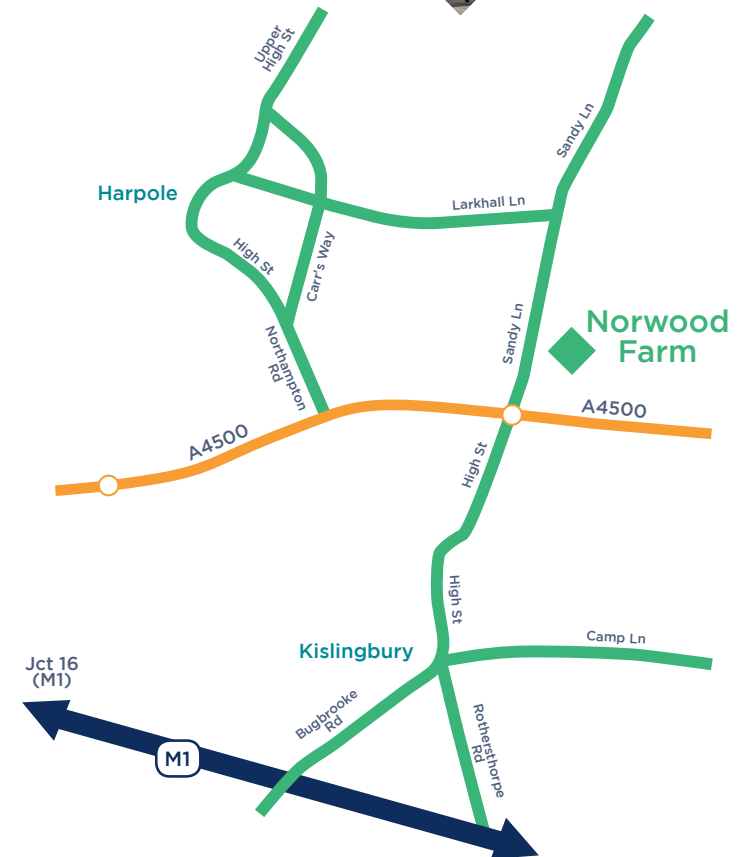 Upper
High St
Sandy Ln
Harpole
Larkhall Ln
High St
Carr's Way
Sandy Ln
Norwood
Farm
Northampton
Rd
A4500
A4500
High St
High St
Kislingbury
Camp Ln
Jct 16
(M1)
Bugbrooke
Rd
Rothersthorpe
Rd
M1